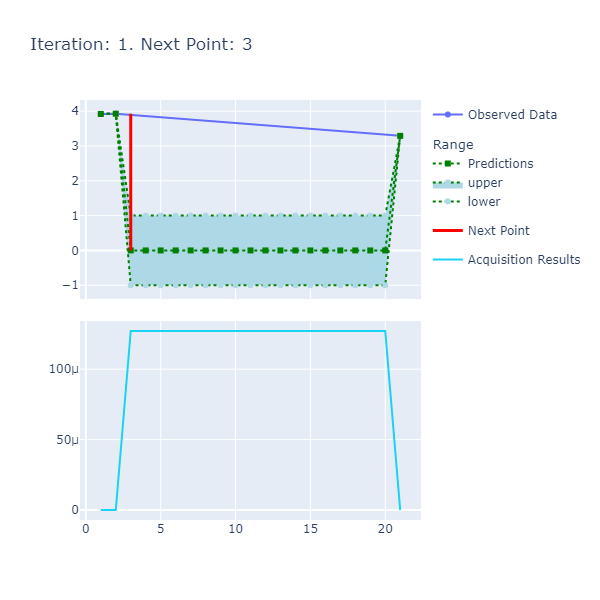 Iteration: 1. Next Point: 3
4
3
2
1
0
−1
Observed Data
Range
Predictions
upper
lower
Next Point
Acquisition Results
100μ
50μ
0
0 5 10 15 20